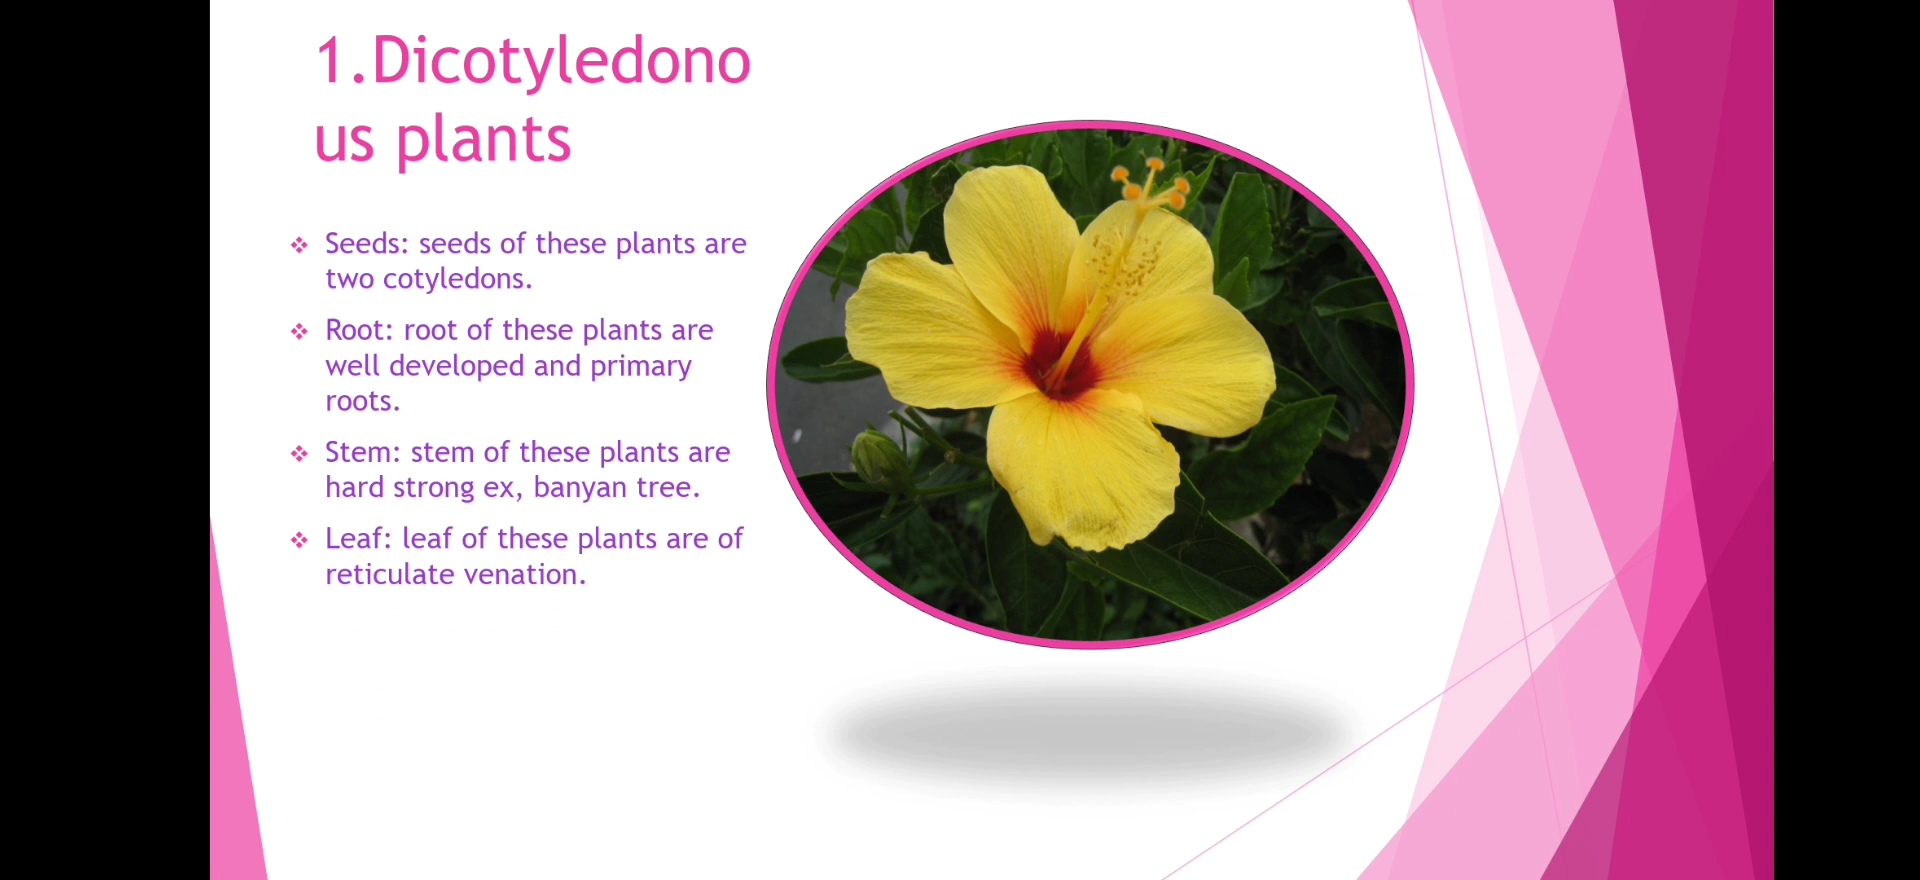 1.Dicotyledono
us plants
❖ Seeds: seeds of these plants are
two cotyledons.
❖ Root: root of these plants are
well developed and primary
roots.
❖ Stem: stem of these plants are
hard strong ex, banyan tree.
❖ Leaf: leaf of these plants are of
reticulate venation.